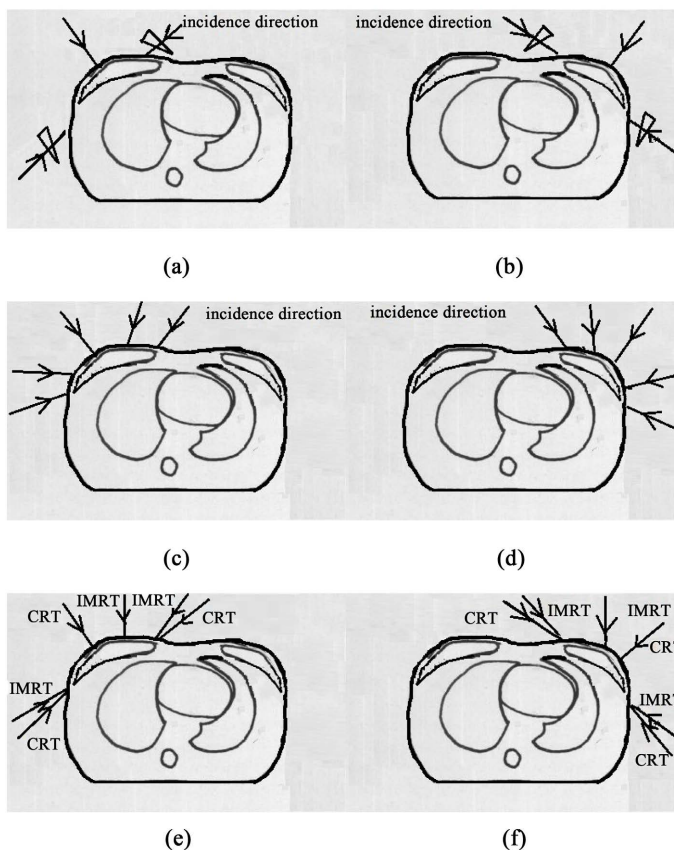 incidence direction
incidence direction
(a)
(b)
incidence direction
incidence direction
(c)
(d)
IMRT IMRT
CRT
CRT
IMRT
CRT
CRT
IMRT
IMRT
CRT
IMRT
CRT
(e)
(f)